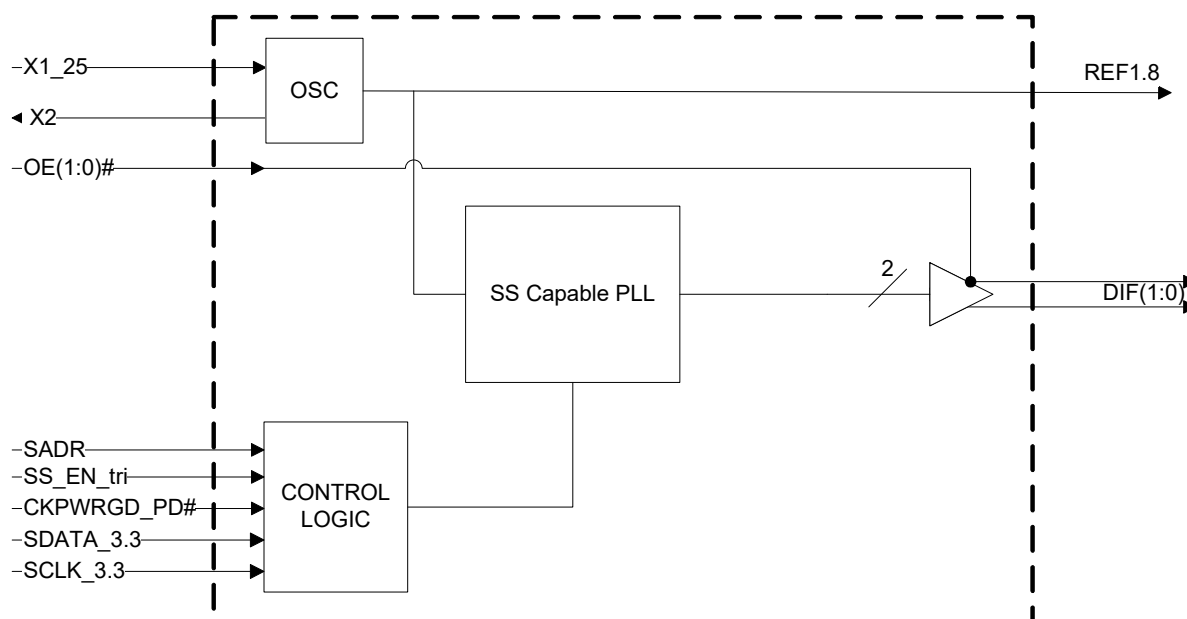 X1_25
OSC
REF1.8
X2
OE(1:0)#
2
SS Capable PLL
DIF(1:0)
SADR
SS_EN_tri
CKPWRGD_PD#
CONTROL
LOGIC
SDATA_3.3
SCLK_3.3